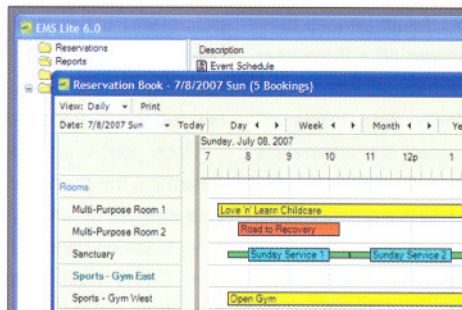 EMS Lite 6.0
Reservations
Reports
Description
Event Schedule
Reservation Book - 7/8/2007 Sun (5 Bookings)
View: Daily Print
Date: 7/8/2007 Sun Today Day Week Month Ye
Sunday, July 08, 2007
7 8 9 10 11 12p 1
Rooms
Multi-Purpose Room 1 Love 'n' Learn Childcare
Multi-Purpose Room 2 Road to Recovery
Sanctuary Sunday Service 1 Sunday Service 2
Sports - Gym East
Sports - Gym West Open Gym